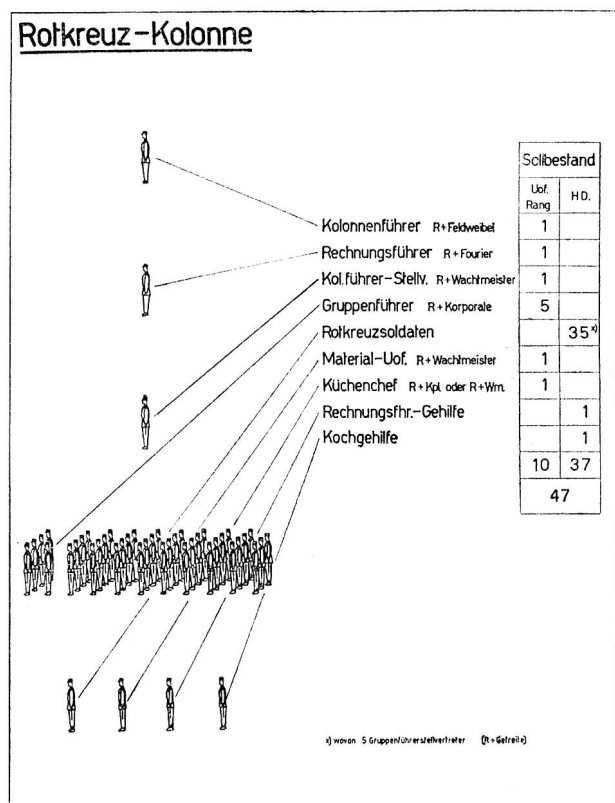 Rotkreuz-Kolonne
Sollbestand
Uof. Rang HD.
Kolonnenführer R+Feldweibel 1
Rechnungsführer R+Fourier 1
Kol.führer-Stellv. R+Wachtmeister 1
Gruppenführer R+Korporale 5
Rotkreuzsoldaten 35x)
Material-Uof. R+Wachtmeister 1
Küchenchef R+Kpl. oder R+Wm. 1
Rechnungsfhr.-Gehilfe 1
Kochgehilfe 1
10 37
47
x) wovon 5 Gruppenführerstellvertreter (R+Gefreite)